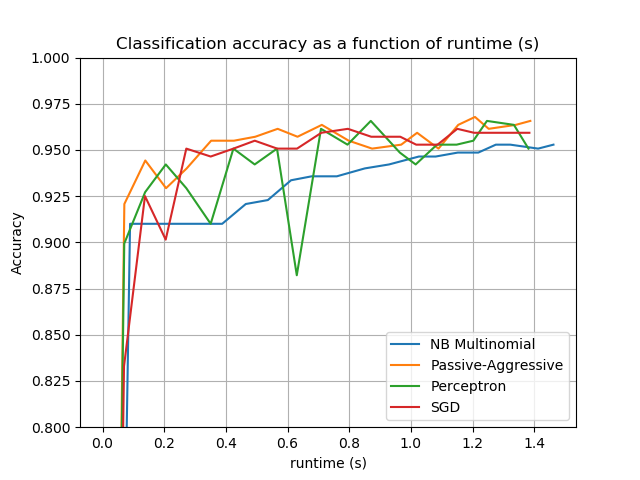 Classification accuracy as a function of runtime (s)
1.000
0.975
0.950
0.925
0.900
0.875
0.850
0.825
0.800
Accuracy
NB Multinomial
Passive-Aggressive
Perceptron
SGD
0.0 0.2 0.4 0.6 0.8 1.0 1.2 1.4
runtime (s)